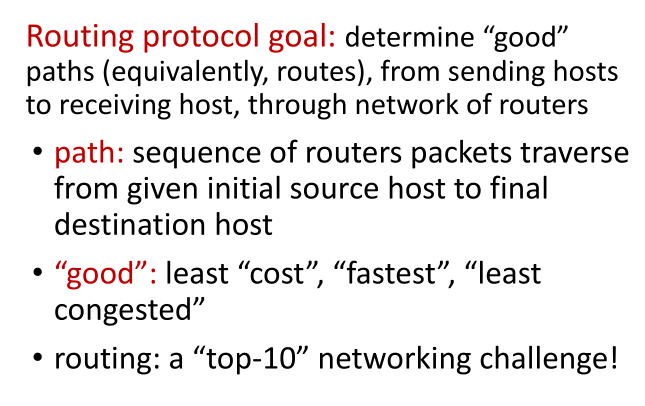 Routing protocol goal: determine “good”
paths (equivalently, routes), from sending hosts
to receiving host, through network of routers
• path: sequence of routers packets traverse
from given initial source host to final
destination host
• “good”: least “cost”, “fastest”, “least
congested”
• routing: a “top-10” networking challenge!